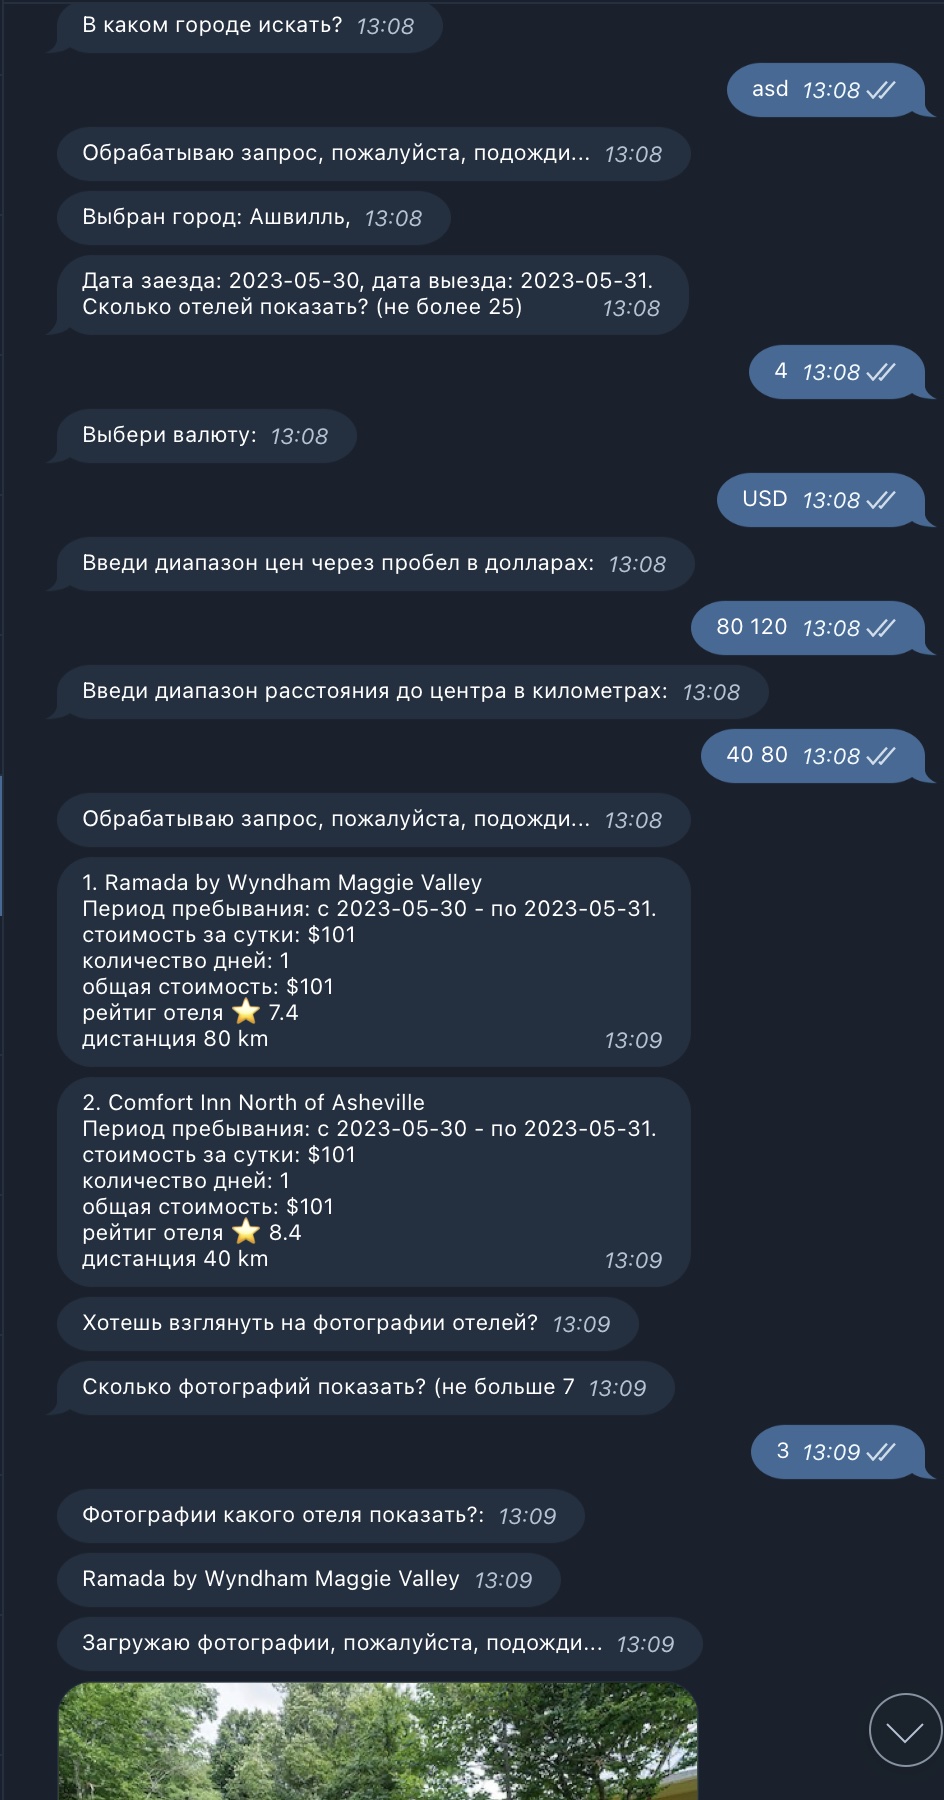 В каком городе искать? 13:08
asd 13:08
Обрабатываю запрос, пожалуйста, подожди... 13:08
Выбран город: Ашвилль, 13:08
Дата заезда: 2023-05-30, дата выезда: 2023-05-31.
Сколько отелей показать? (не более 25) 13:08
4 13:08
Выбери валюту: 13:08
USD 13:08
Введи диапазон цен через пробел в долларах: 13:08
80 120 13:08
Введи диапазон расстояния до центра в километрах: 13:08
40 80 13:08
Обрабатываю запрос, пожалуйста, подожди... 13:08
1. Ramada by Wyndham Maggie Valley
Период пребывания: с 2023-05-30 - по 2023-05-31.
стоимость за сутки: $101
количество дней: 1
общая стоимость: $101
рейтиг отеля ⭐ 7.4
дистанция 80 km 13:09
2. Comfort Inn North of Asheville
Период пребывания: с 2023-05-30 - по 2023-05-31.
стоимость за сутки: $101
количество дней: 1
общая стоимость: $101
рейтиг отеля ⭐ 8.4
дистанция 40 km 13:09
Хотешь взглянуть на фотографии отелей? 13:09
Сколько фотографий показать? (не больше 7 13:09
3 13:09
Фотографии какого отеля показать?: 13:09
Ramada by Wyndham Maggie Valley 13:09
Загружаю фотографии, пожалуйста, подожди... 13:09